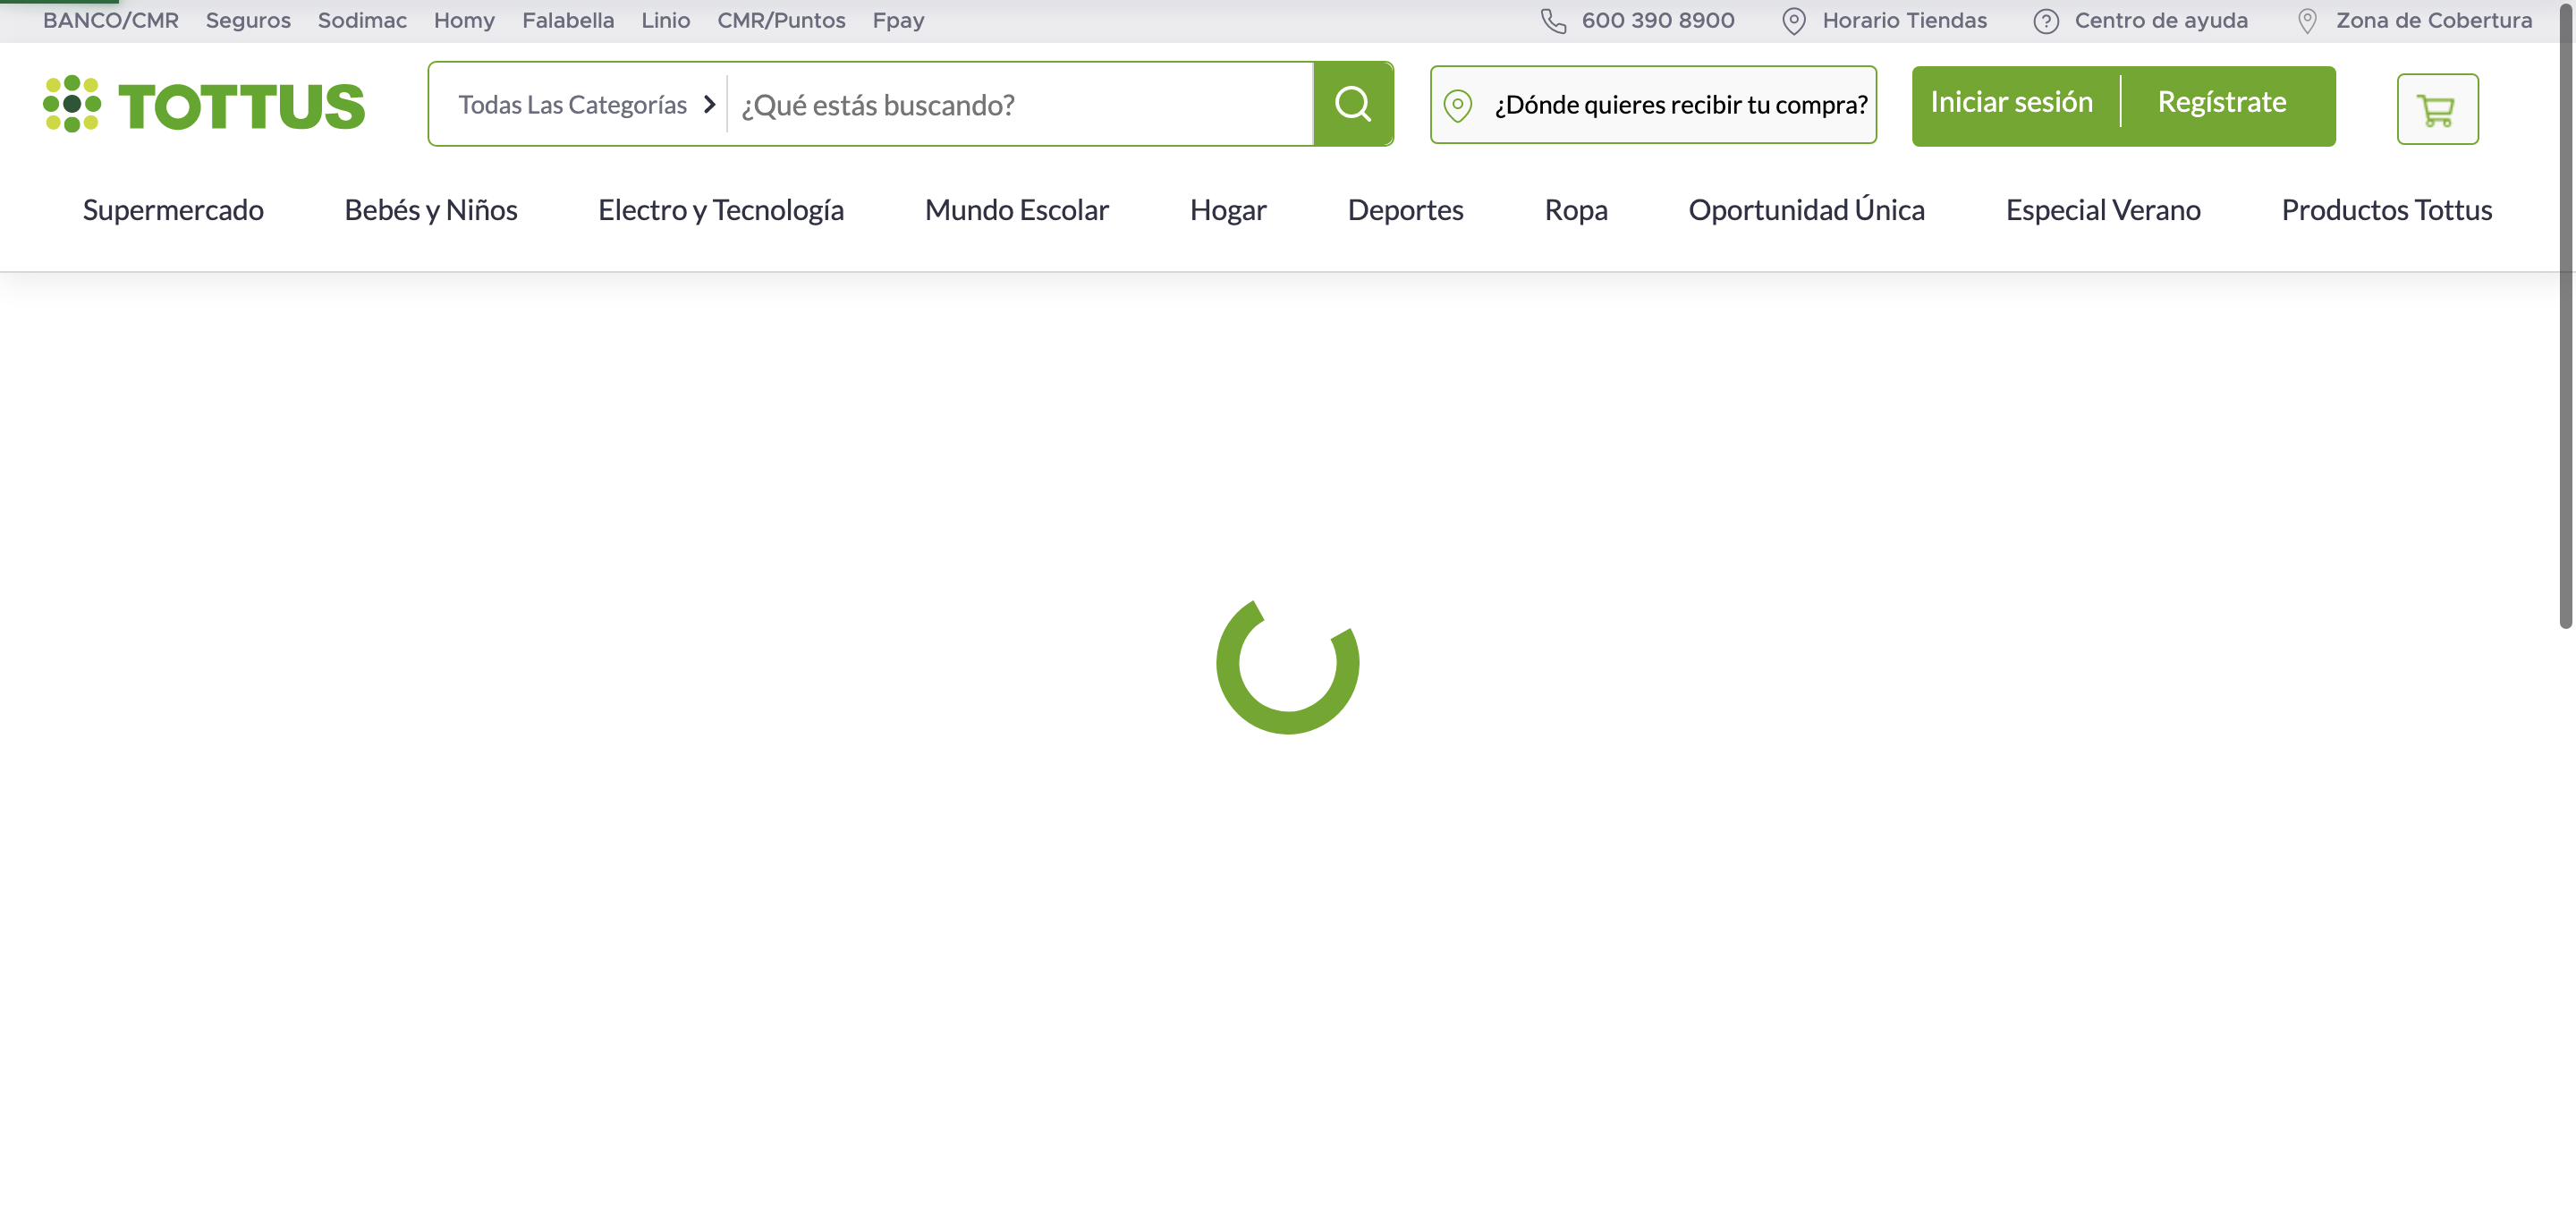 BANCO/CMR Seguros Sodimac Homy Falabella Linio CMR/Puntos Fpay 600 390 8900 Horario Tiendas Centro de ayuda Zona de Cobertura
TOTTUS Todas Las Categorías ¿Qué estás buscando? ¿Dónde quieres recibir tu compra? Iniciar sesión Regístrate
Supermercado Bebés y Niños Electro y Tecnología Mundo Escolar Hogar Deportes Ropa Oportunidad Única Especial Verano Productos Tottus